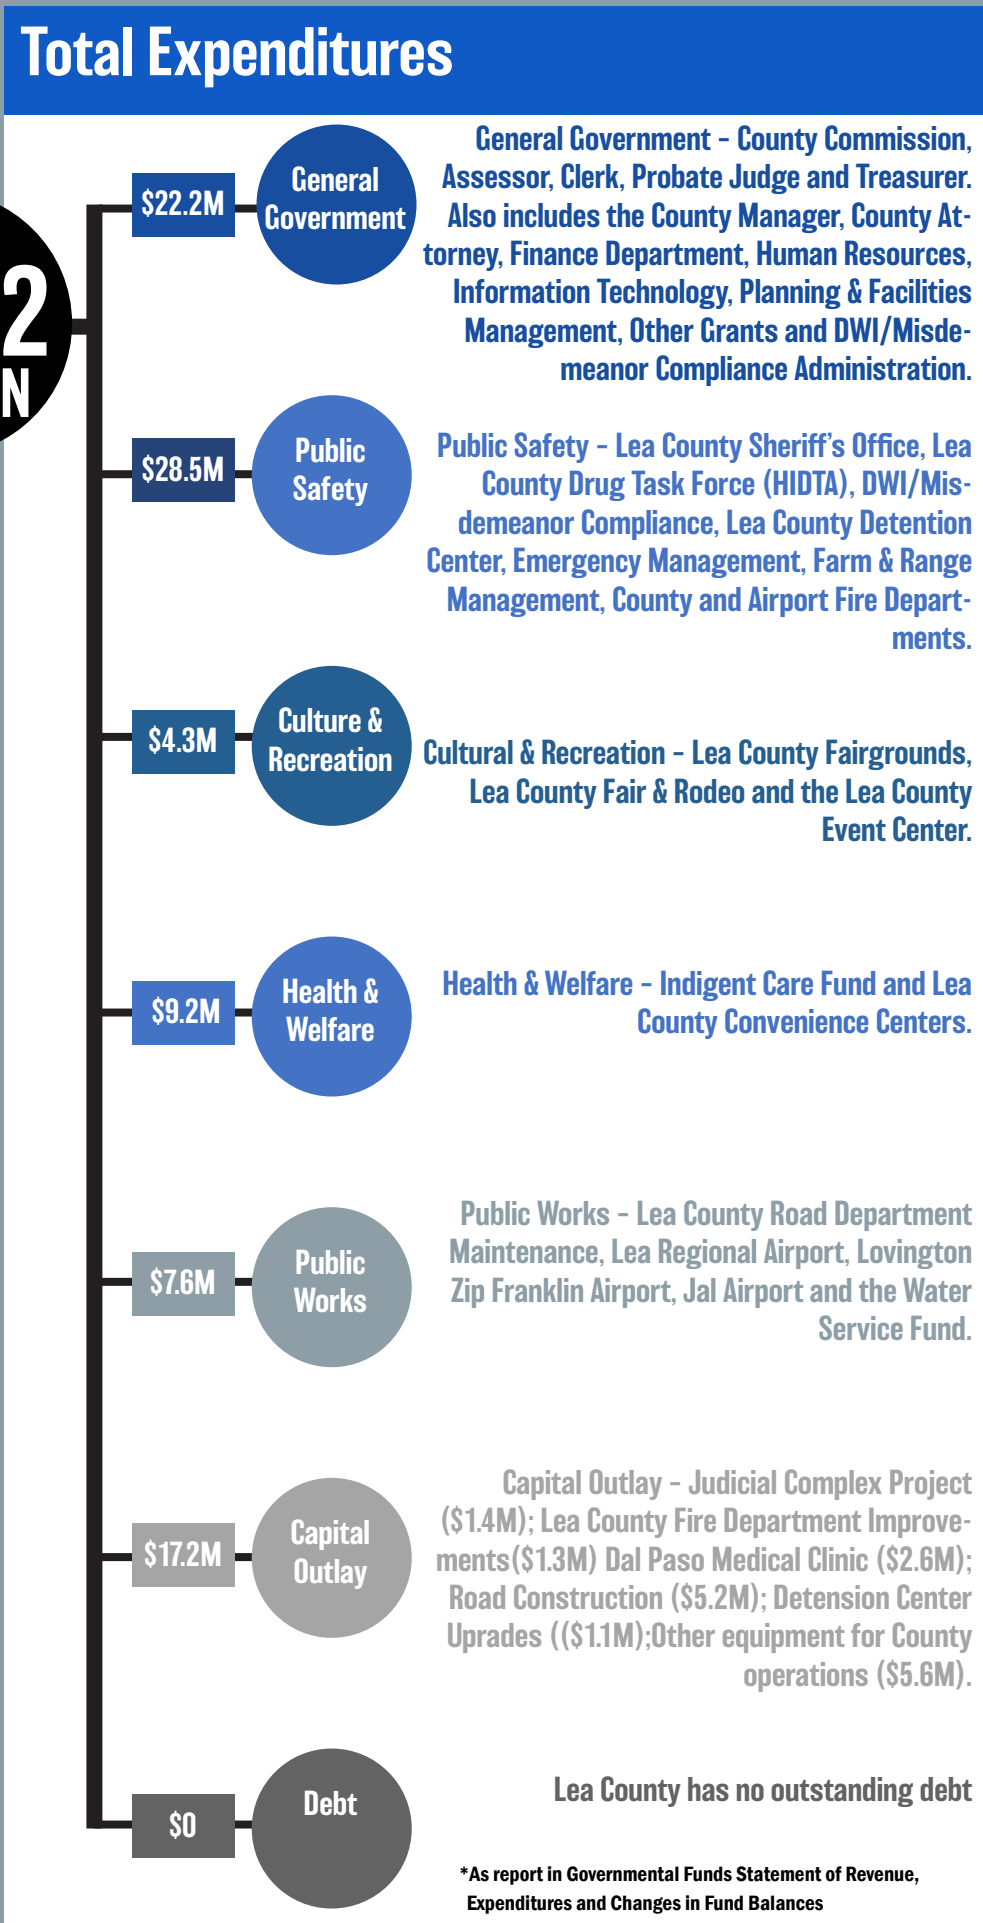 Total Expenditures
2
N
$22.2M
General
Government
General Government – County Commission,
Assessor, Clerk, Probate Judge and Treasurer.
Also includes the County Manager, County At-
torney, Finance Department, Human Resources,
Information Technology, Planning & Facilities
Management, Other Grants and DWI/Misde-
meanor Compliance Administration.
$28.5M
Public
Safety
Public Safety – Lea County Sheriff's Office, Lea
County Drug Task Force (HIDTA), DWI/Mis-
demeanor Compliance, Lea County Detention
Center, Emergency Management, Farm & Range
Management, County and Airport Fire Depart-
ments.
$4.3M
Culture &
Recreation
Cultural & Recreation – Lea County Fairgrounds,
Lea County Fair & Rodeo and the Lea County
Event Center.
$9.2M
Health &
Welfare
Health & Welfare – Indigent Care Fund and Lea
County Convenience Centers.
$7.6M
Public
Works
Public Works – Lea County Road Department
Maintenance, Lea Regional Airport, Lovington
Zip Franklin Airport, Jal Airport and the Water
Service Fund.
$17.2M
Capital
Outlay
Capital Outlay – Judicial Complex Project
($1.4M); Lea County Fire Department Improve-
ments($1.3M) Dal Paso Medical Clinic ($2.6M);
Road Construction ($5.2M); Detension Center
Uprades (($1.1M);Other equipment for County
operations ($5.6M).
$0
Debt
Lea County has no outstanding debt
*As report in Governmental Funds Statement of Revenue,
Expenditures and Changes in Fund Balances